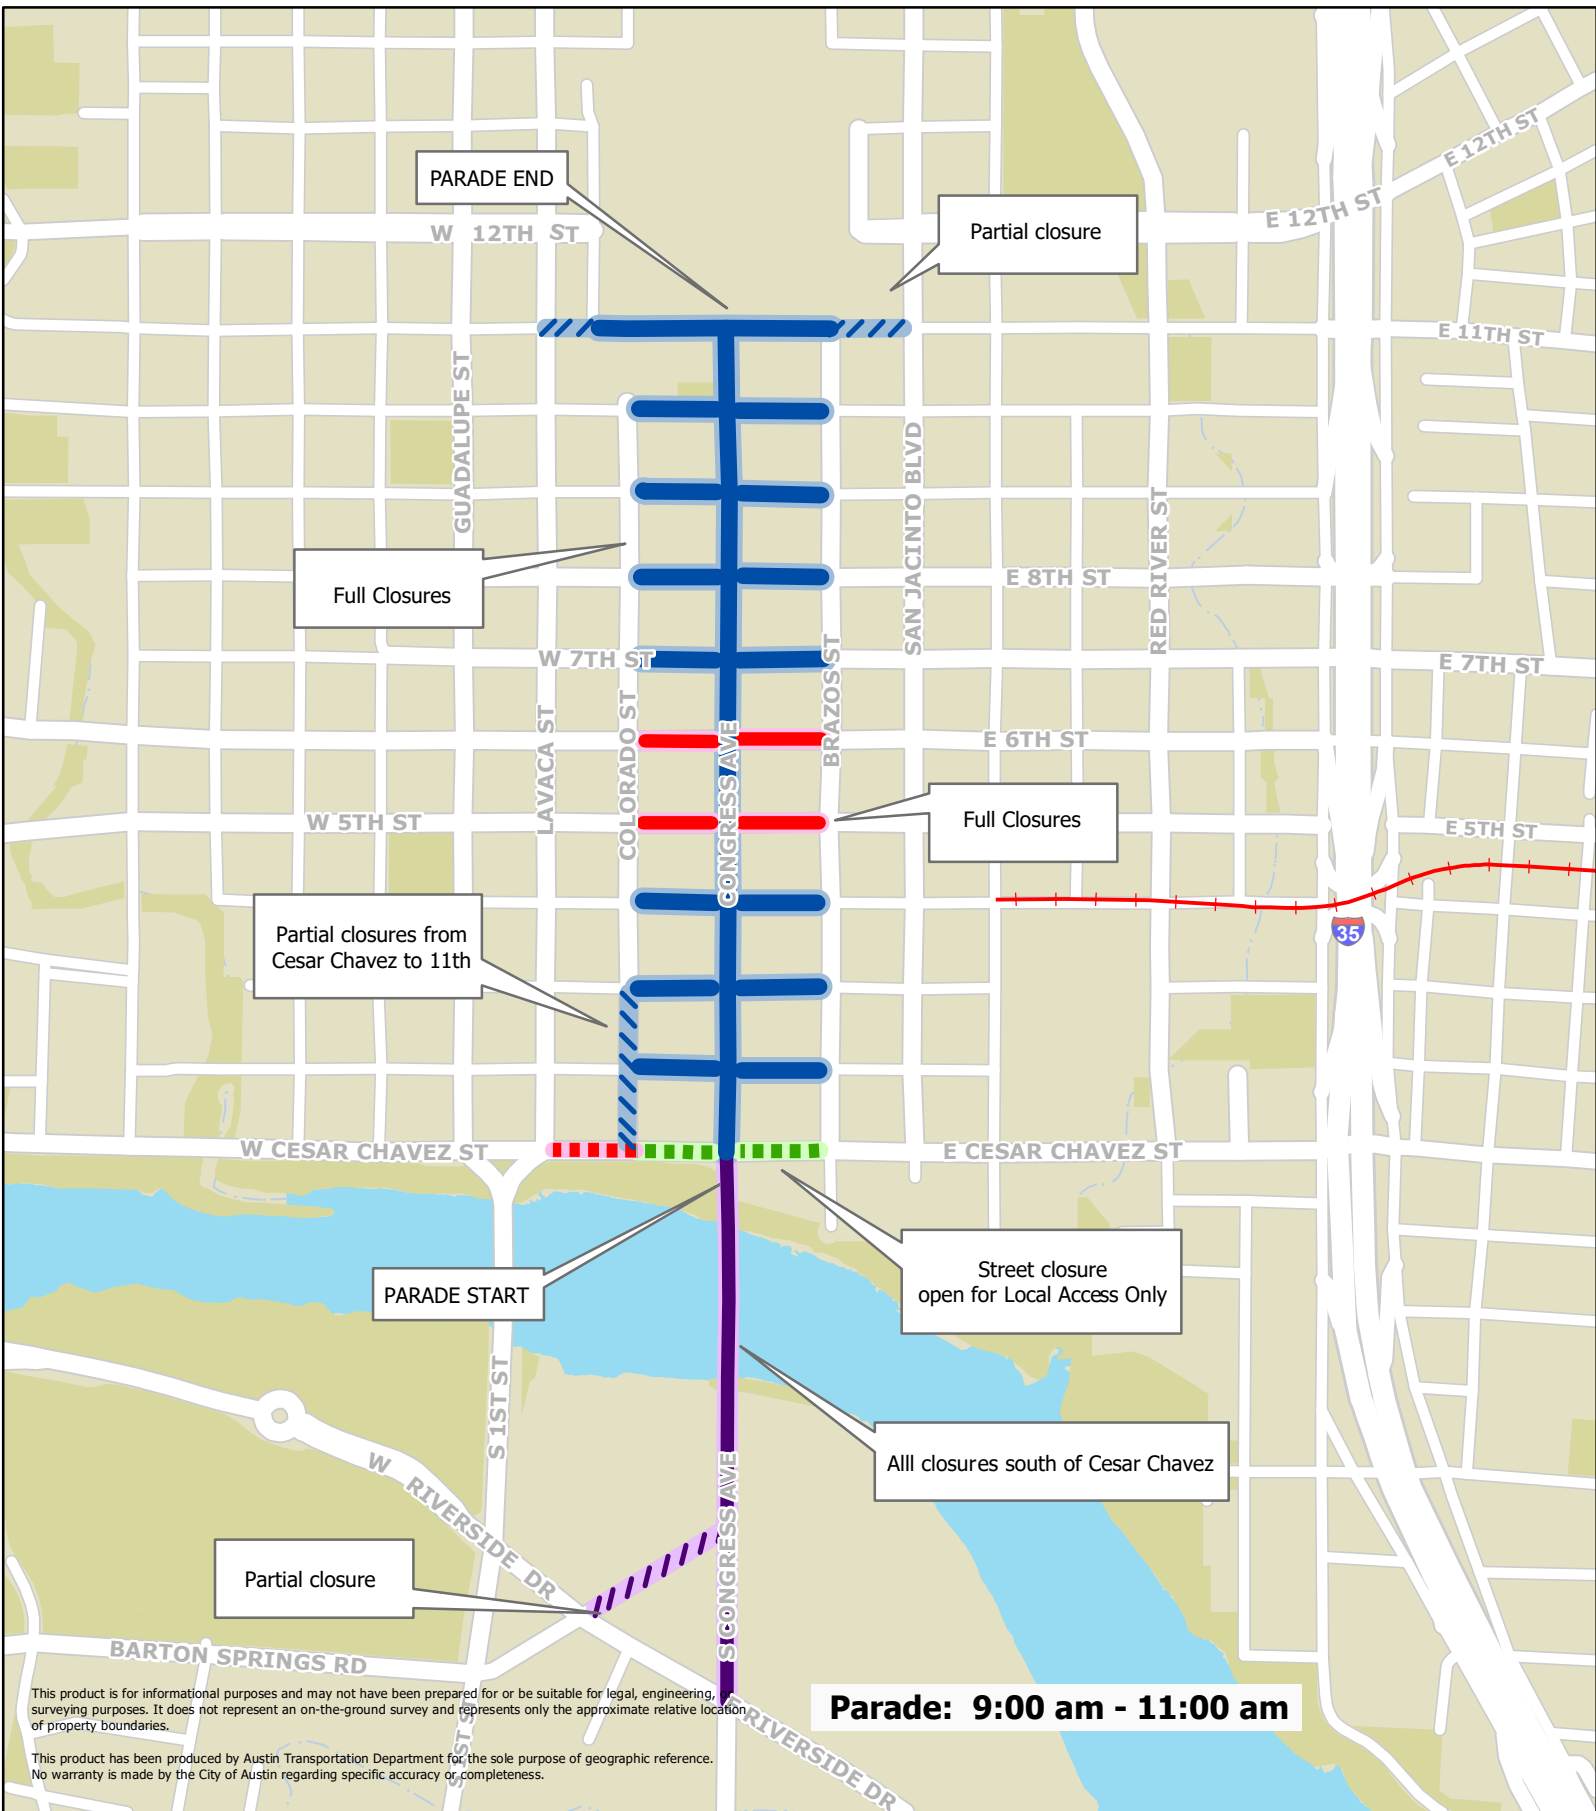 E 12TH ST
PARADE END
E 12TH ST
Partial closure
W 12TH ST
E 11TH ST
GUADALUPE ST
SAN JACINTO BLVD
RED RIVER ST
Full Closures
E 8TH ST
W 7TH ST
BRAZOS ST
E 7TH ST
LAVACA ST
COLORADO ST
CONGRESS AVE
E 6TH ST
W 5TH ST
Full Closures
E 5TH ST
35
Partial closures from
Cesar Chavez to 11th
W CESAR CHAVEZ ST
E CESAR CHAVEZ ST
PARADE START
Street closure
open for Local Access Only
S 1ST ST
Alll closures south of Cesar Chavez
W RIVERSIDE DR
S CONGRESS AVE
Partial closure
BARTON SPRINGS RD
This product is for informational purposes and may not have been prepared for or be suitable for legal, engineering, or
surveying purposes. It does not represent an on-the-ground survey and represents only the approximate relative location
of property boundaries.
Parade: 9:00 am - 11:00 am
E RIVERSIDE DR
S 1ST ST
This product has been produced by Austin Transportation Department for the sole purpose of geographic reference.
No warranty is made by the City of Austin regarding specific accuracy or completeness.